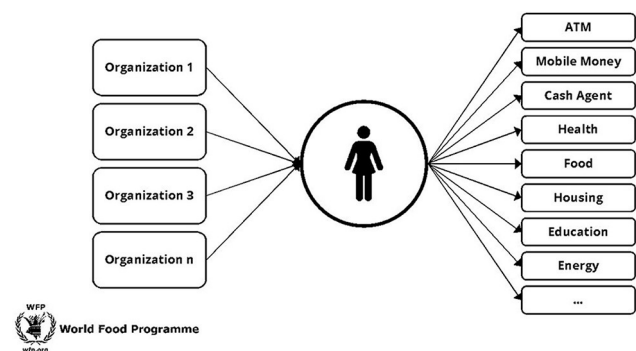 Organization 1
Organization 2
Organization 3
Organization n
ATM
Mobile Money
Cash Agent
Health
Food
Housing
Education
Energy
...
WFP
World Food Programme
wfp.org